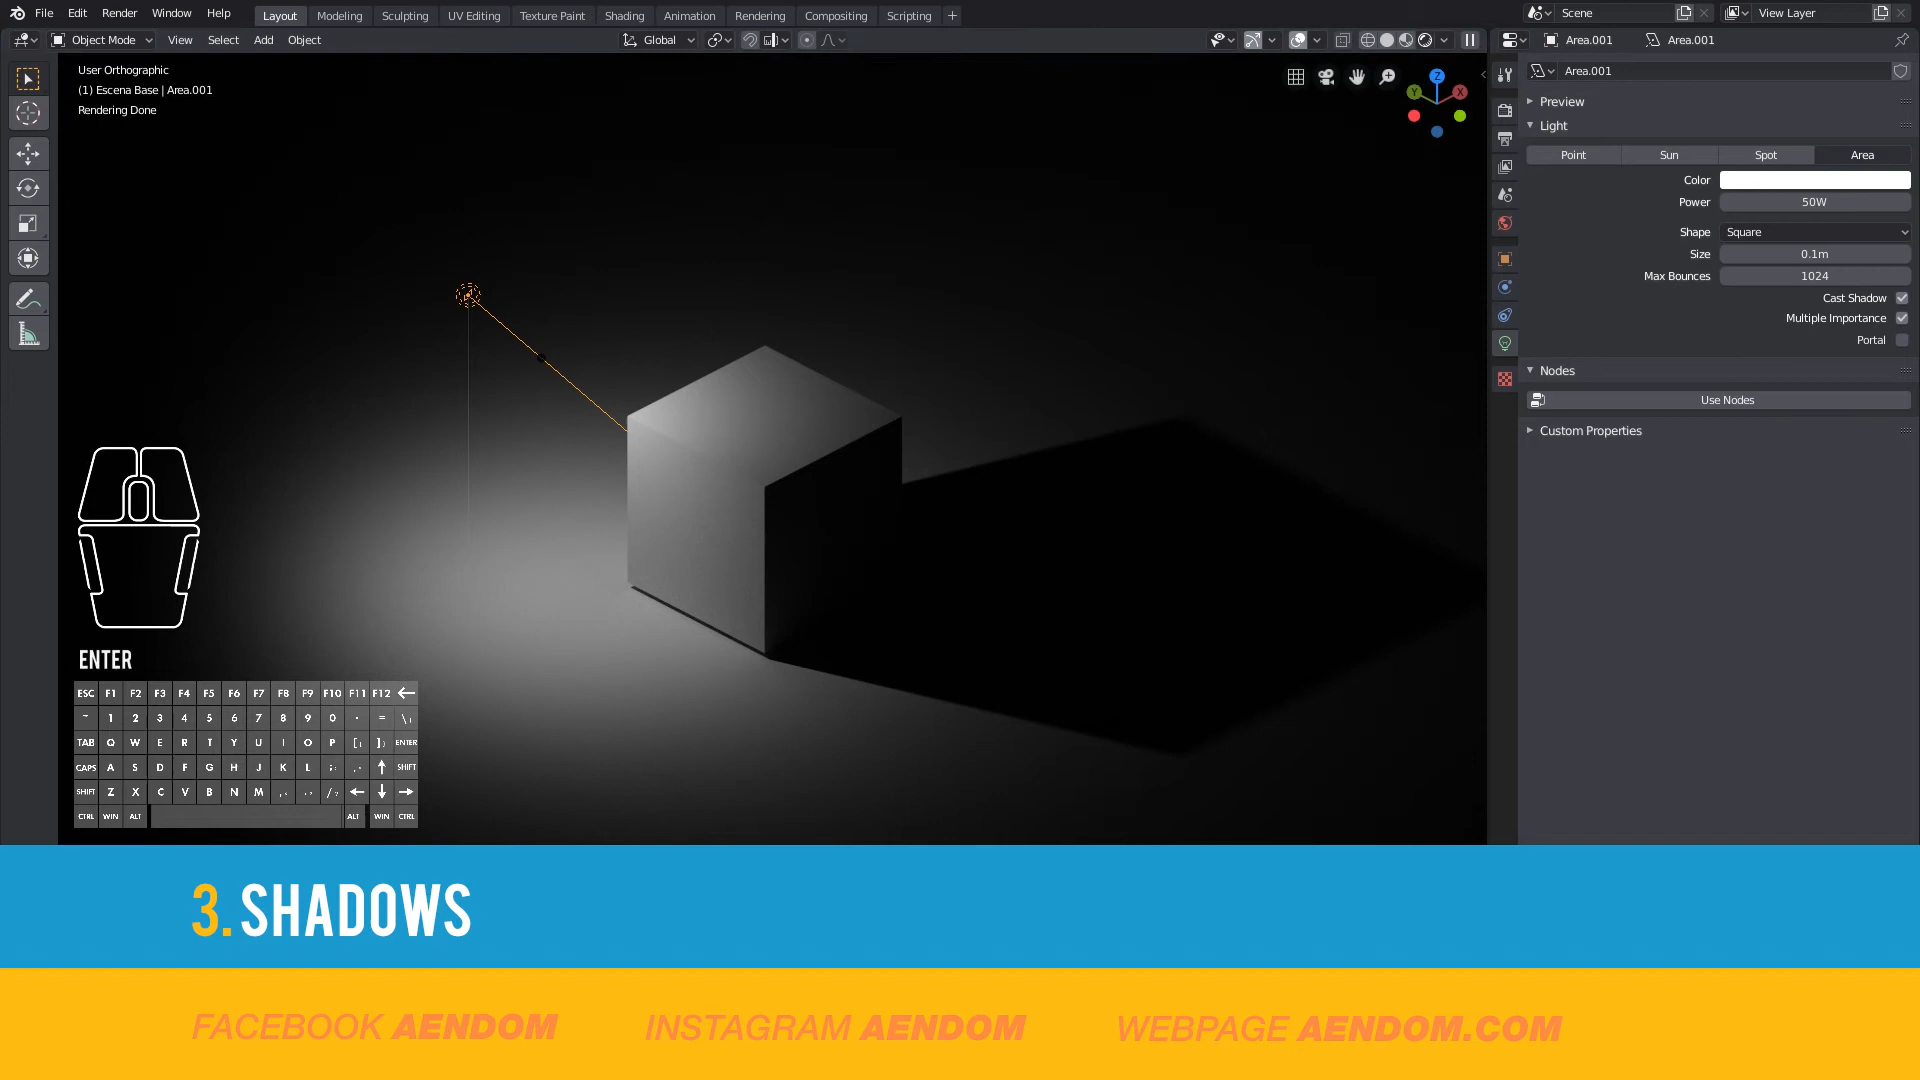 File Edit Render Window Help
Layout Modeling Sculpting UV Editing Texture Paint Shading Animation Rendering Compositing Scripting +
Scene
View Layer
Object Mode View Select Add Object
Global
Area.001
Area.001
User Orthographic
(1) Escena Base | Area.001
Rendering Done
Z
Y
X
Area.001
Preview
Light
Point Sun Spot Area
Color
Power 50W
Shape Square
Size 0.1m
Max Bounces 1024
Cast Shadow
Multiple Importance
Portal
Nodes
Use Nodes
Custom Properties
ENTER
ESC F1 F2 F3 F4 F5 F6 F7 F8 F9 F10 F11 F12 ←
1 2 3 4 5 6 7 8 9 0 =
TAB Q W E R T Y U I O P ENTER
CAPS A S D F G H J K L ↑ SHIFT
SHIFT Z X C V B N M ← ↓ →
CTRL WIN ALT ALT WIN CTRL
3. SHADOWS
FACEBOOK AENDOM INSTAGRAM AENDOM WEBPAGE AENDOM.COM